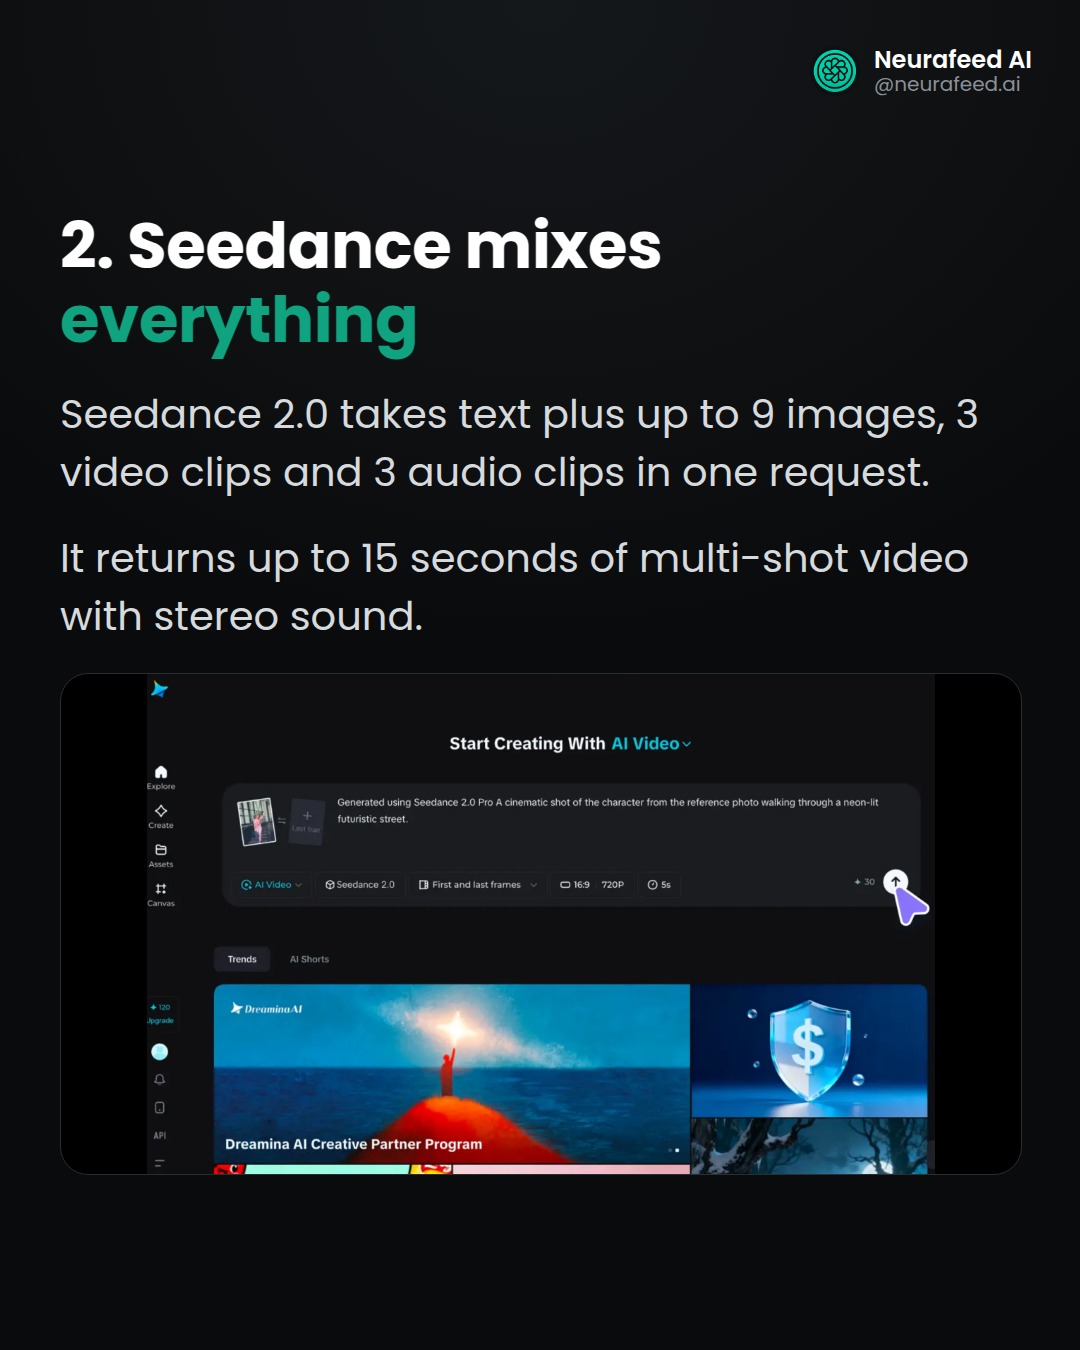 Neurafeed AI
@neurafeed.ai
2. Seedance mixes
everything
Seedance 2.0 takes text plus up to 9 images, 3
video clips and 3 audio clips in one request.
It returns up to 15 seconds of multi-shot video
with stereo sound.
Start Creating With AI Video
Explore
Create
Assets
Canvas
Generated using Seedance 2.0 Pro A cinematic shot of the character from the reference photo walking through a neon-lit
futuristic street.
AI Video
Seedance 2.0
First and last frames
16:9 720P
5s
30
Trends
AI Shorts
120
Upgrade
API
DreaminaAI
Dreamina AI Creative Partner Program
$